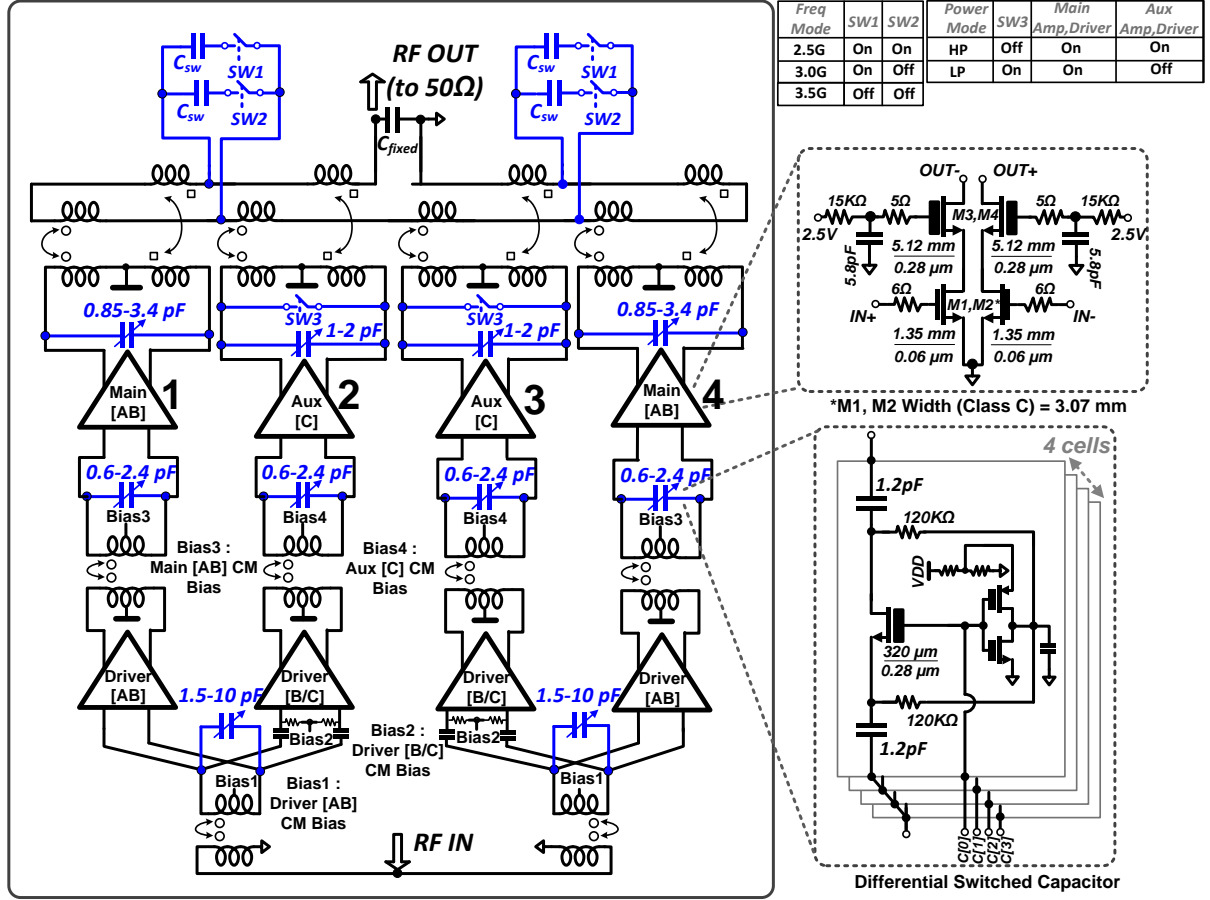 Freq Mode SW1 SW2
2.5G On On
3.0G On Off
3.5G Off Off
Power Mode SW3 Main Amp,Driver Aux Amp,Driver
HP Off On On
LP On On Off
Csw SW1
Csw SW2
RF OUT
(to 50Ω)
Cfixed
Csw SW1
Csw SW2
0.85-3.4 pF
SW3
1-2 pF
SW3
1-2 pF
0.85-3.4 pF
Main [AB] 1
Aux [C] 2
Aux [C] 3
Main [AB] 4
0.6-2.4 pF
0.6-2.4 pF
0.6-2.4 pF
0.6-2.4 pF
Bias3
Bias4
Bias4
Bias3
Bias3 :
Main [AB] CM
Bias
Bias4 :
Aux [C] CM
Bias
Driver [AB]
Driver [B/C]
Driver [B/C]
Driver [AB]
1.5-10 pF
Bias2
Bias2 :
Driver [B/C]
CM Bias
Bias2
1.5-10 pF
Bias1
Bias1 :
Driver [AB]
CM Bias
Bias1
RF IN
OUT- OUT+
15KΩ 5Ω M3,M4 5Ω 15KΩ
2.5V 2.5V
5.8pF 5.8pF
5.12 mm 5.12 mm
0.28 µm 0.28 µm
6Ω 6Ω
IN+ M1,M2* IN-
1.35 mm 1.35 mm
0.06 µm 0.06 µm
*M1, M2 Width (Class C) = 3.07 mm
4 cells
1.2pF
120KΩ
VDD
320 µm
0.28 µm
120KΩ
1.2pF
C[0]
C[1]
C[2]
C[3]
Differential Switched Capacitor